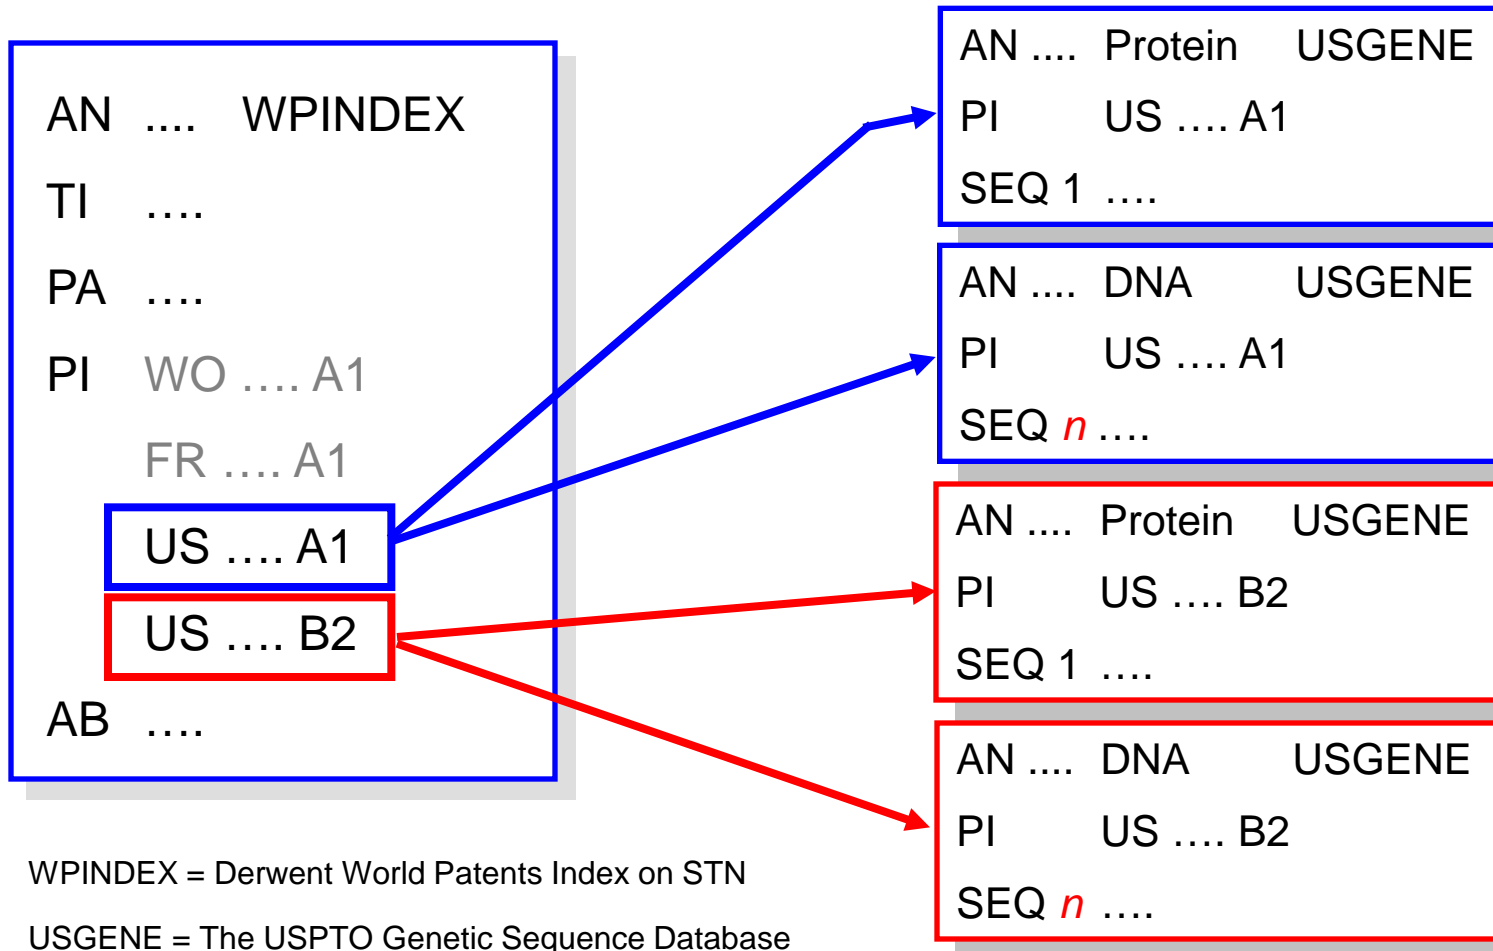 AN .... WPINDEX
TI ....
PA ....
PI WO .... A1
FR .... A1
US .... A1
US .... B2
AB ....
WPINDEX = Derwent World Patents Index on STN
USGENE = The USPTO Genetic Sequence Database
AN .... Protein USGENE
PI US .... A1
SEQ 1 ....
AN .... DNA USGENE
PI US .... A1
SEQ n ....
AN .... Protein USGENE
PI US .... B2
SEQ 1 ....
AN .... DNA USGENE
PI US .... B2
SEQ n ....